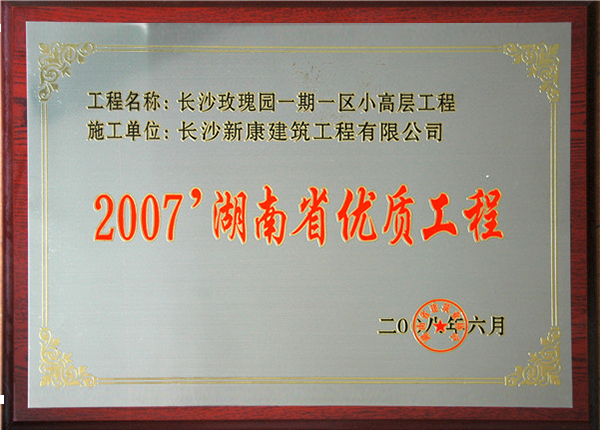 工程名称：长沙玫瑰园一期一区小高层工程
施工单位：长沙新康建筑工程有限公司
2007’湖南省优质工程
二00八年六月